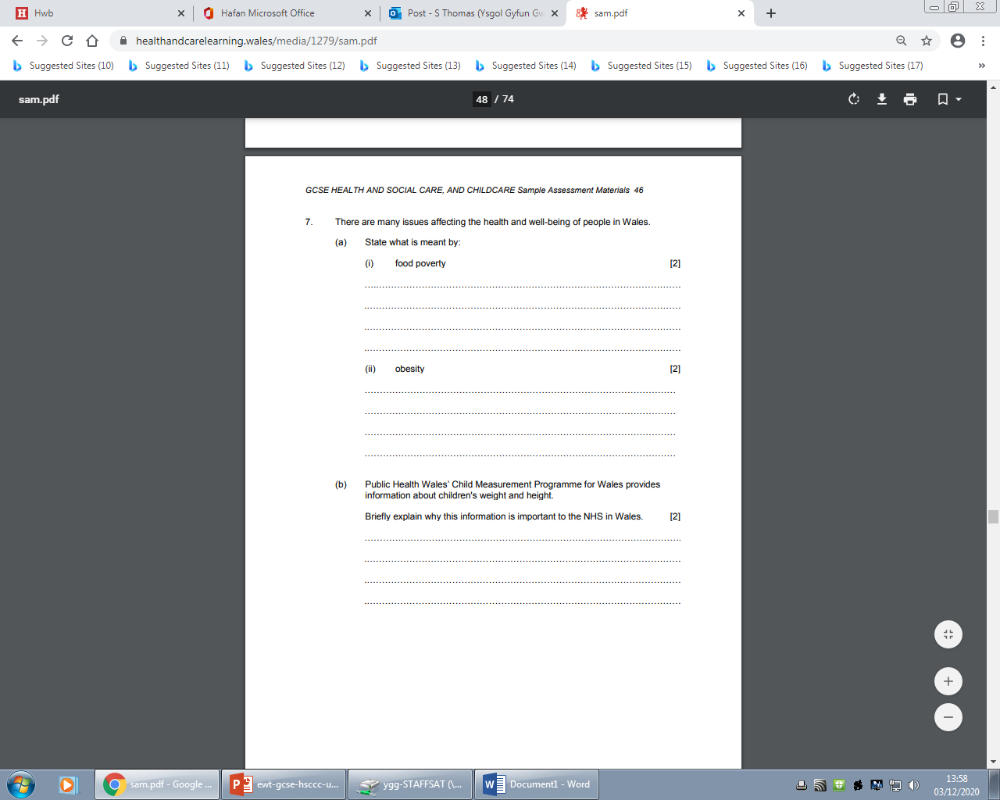 Hwb
Hafan Microsoft Office
Post - S Thomas (Ysgol Gyfun Gw
sam.pdf
healthandcarelearning.wales/media/1279/sam.pdf
Suggested Sites (10)
Suggested Sites (11)
Suggested Sites (12)
Suggested Sites (13)
Suggested Sites (14)
Suggested Sites (15)
Suggested Sites (16)
Suggested Sites (17)
sam.pdf
48 / 74
GCSE HEALTH AND SOCIAL CARE, AND CHILDCARE Sample Assessment Materials 46
7. There are many issues affecting the health and well-being of people in Wales.
(a) State what is meant by:
(i) food poverty [2]
(ii) obesity [2]
(b) Public Health Wales' Child Measurement Programme for Wales provides
information about children's weight and height.
Briefly explain why this information is important to the NHS in Wales. [2]
sam.pdf - Google ...
ewt-gcse-hsccc-u...
ygg-STAFFSAT (\\...
Document1 - Word
13:58
03/12/2020